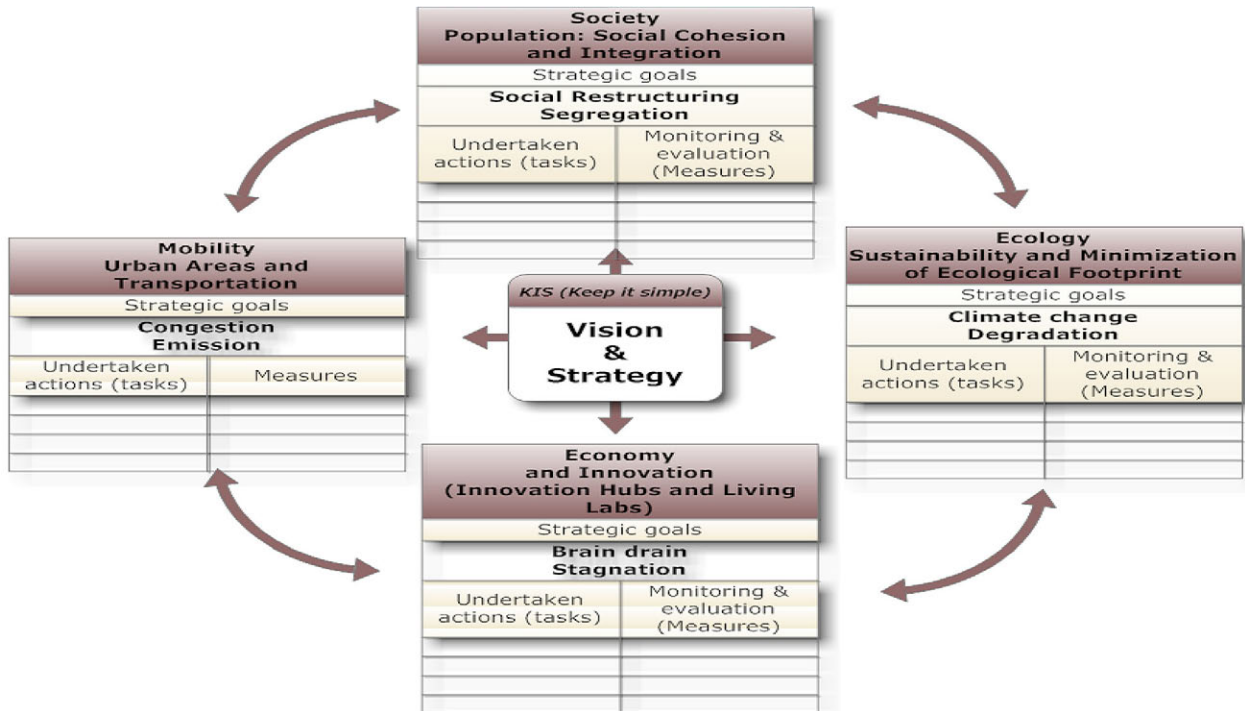 Society
Population: Social Cohesion
and Integration
Strategic goals
Social Restructuring
Segregation
Undertaken
actions (tasks)
Monitoring &
evaluation
(Measures)
Mobility
Urban Areas and
Transportation
Strategic goals
Congestion
Emission
Undertaken
actions (tasks)
Measures
KIS (Keep it simple)
Vision
&
Strategy
Ecology
Sustainability and Minimization
of Ecological Footprint
Strategic goals
Climate change
Degradation
Undertaken
actions (tasks)
Monitoring &
evaluation
(Measures)
Economy
and Innovation
(Innovation Hubs and Living
Labs)
Strategic goals
Brain drain
Stagnation
Undertaken
actions (tasks)
Monitoring &
evaluation
(Measures)